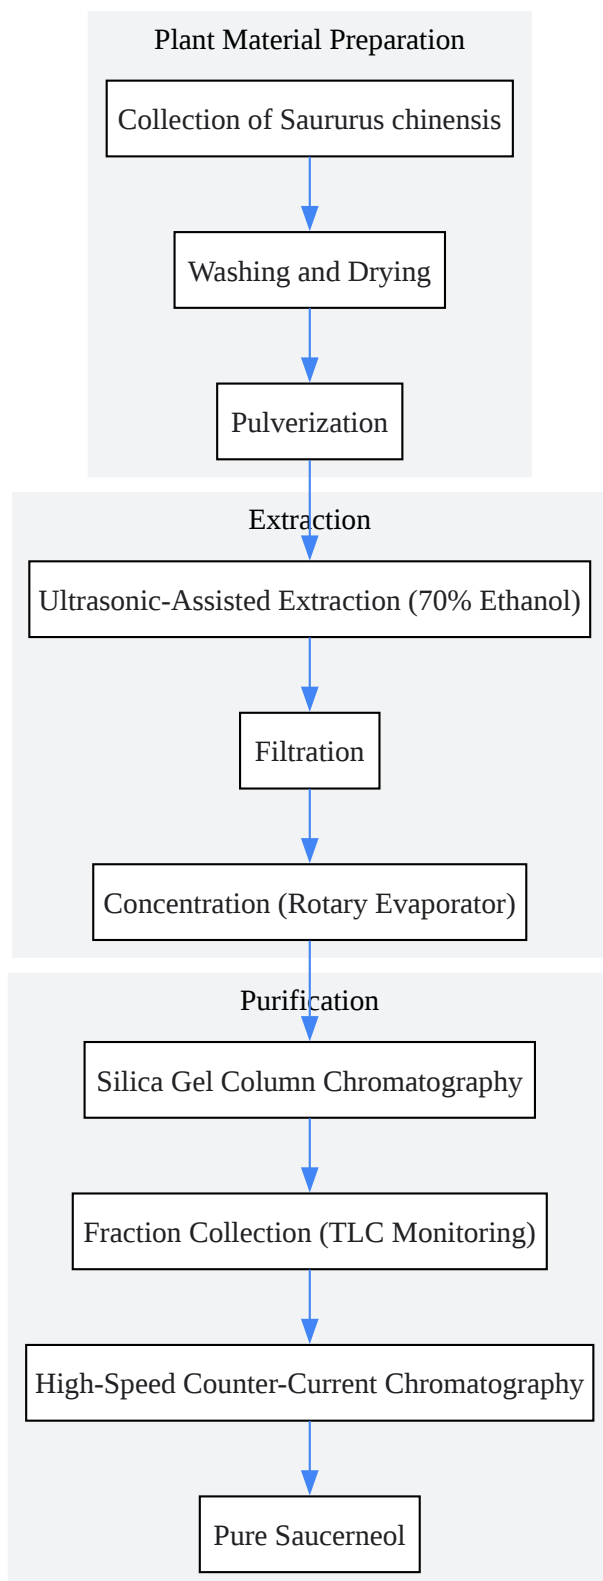 Plant Material Preparation
Collection of Saururus chinensis
Washing and Drying
Pulverization
Extraction
Ultrasonic-Assisted Extraction (70% Ethanol)
Filtration
Concentration (Rotary Evaporator)
Purification
Silica Gel Column Chromatography
Fraction Collection (TLC Monitoring)
High-Speed Counter-Current Chromatography
Pure Saucerneol